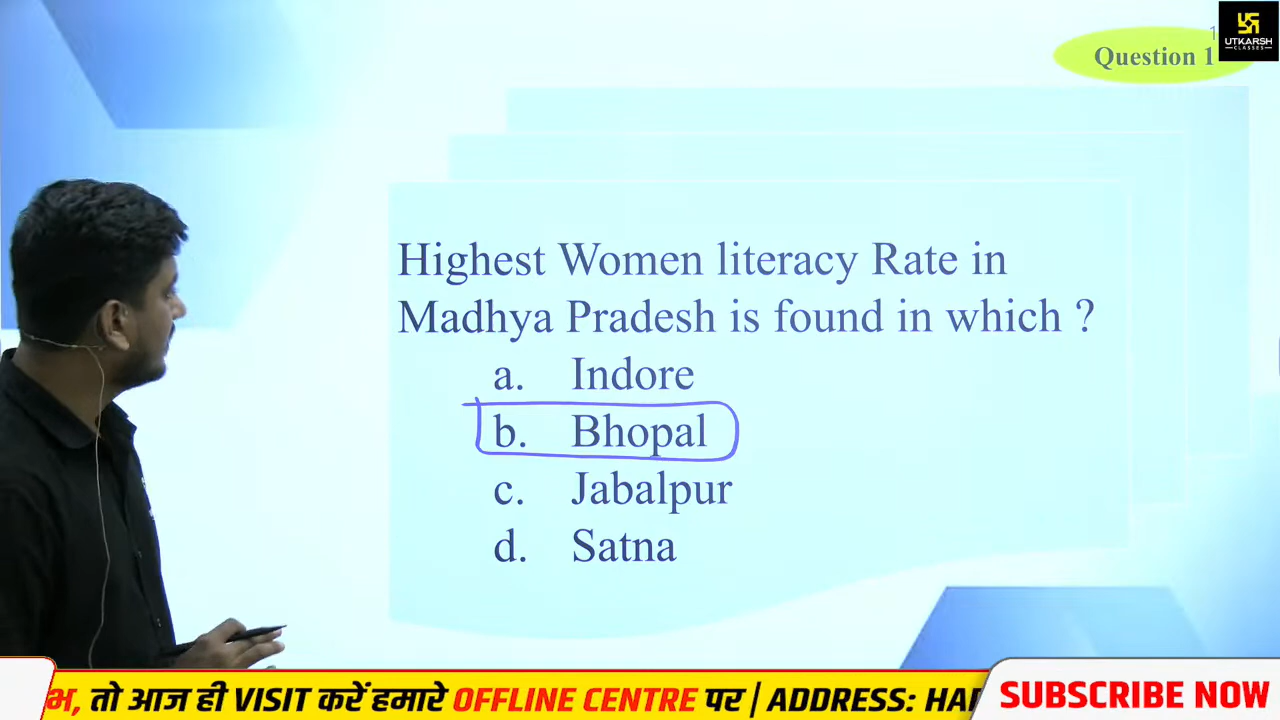 1
Question 1
UTKARSH
CLASSES
Highest Women literacy Rate in
Madhya Pradesh is found in which ?
a. Indore
b. Bhopal
c. Jabalpur
d. Satna
तो आज ही VISIT करें हमारे OFFLINE CENTRE पर | ADDRESS:
SUBSCRIBE NOW